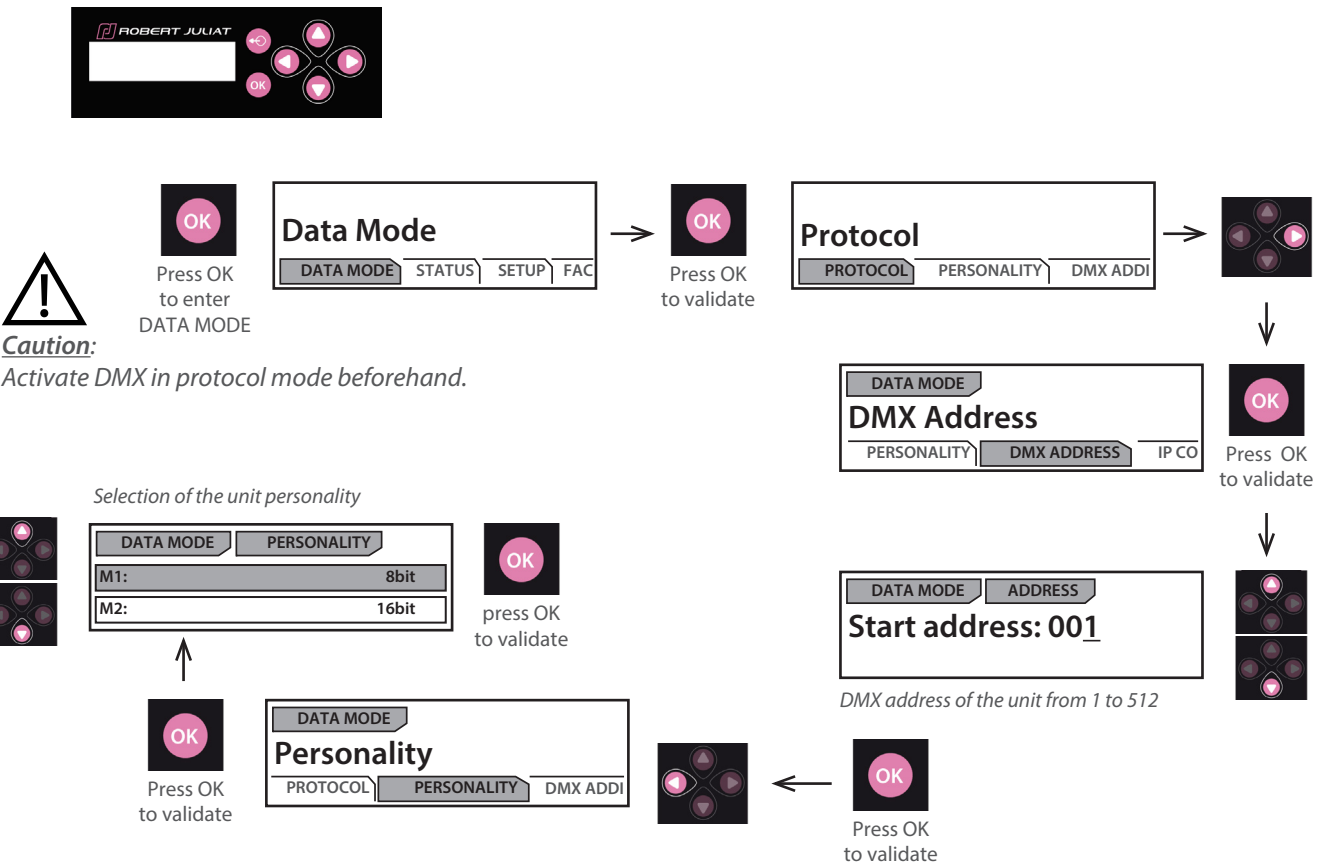 ROBERT JULIAT
OK
OK
Press OK
to enter
DATA MODE
Data Mode
DATA MODE STATUS SETUP FAC
OK
Press OK
to validate
Protocol
PROTOCOL PERSONALITY DMX ADDI
Caution:
Activate DMX in protocol mode beforehand.
DATA MODE
DMX Address
PERSONALITY DMX ADDRESS IP CO
OK
Press OK
to validate
DATA MODE ADDRESS
Start address: 001
DMX address of the unit from 1 to 512
OK
Press OK
to validate
DATA MODE
Personality
PROTOCOL PERSONALITY DMX ADDI
OK
Press OK
to validate
Selection of the unit personality
DATA MODE PERSONALITY
M1: 8bit
M2: 16bit
OK
press OK
to validate